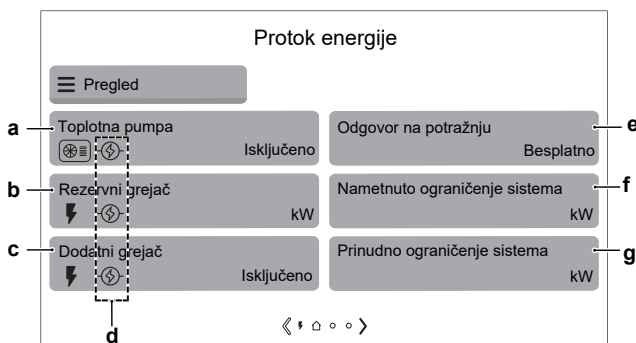 Protok energije
Pregled
a
Toplotna pumpa
Isključeno
e
Odgovor na potražnju
Besplatno
b
Rezervni grejač
kW
f
Nametnuto ograničenje sistema
kW
c
Dodatni grejač
Isključeno
g
Prinudno ograničenje sistema
kW
d